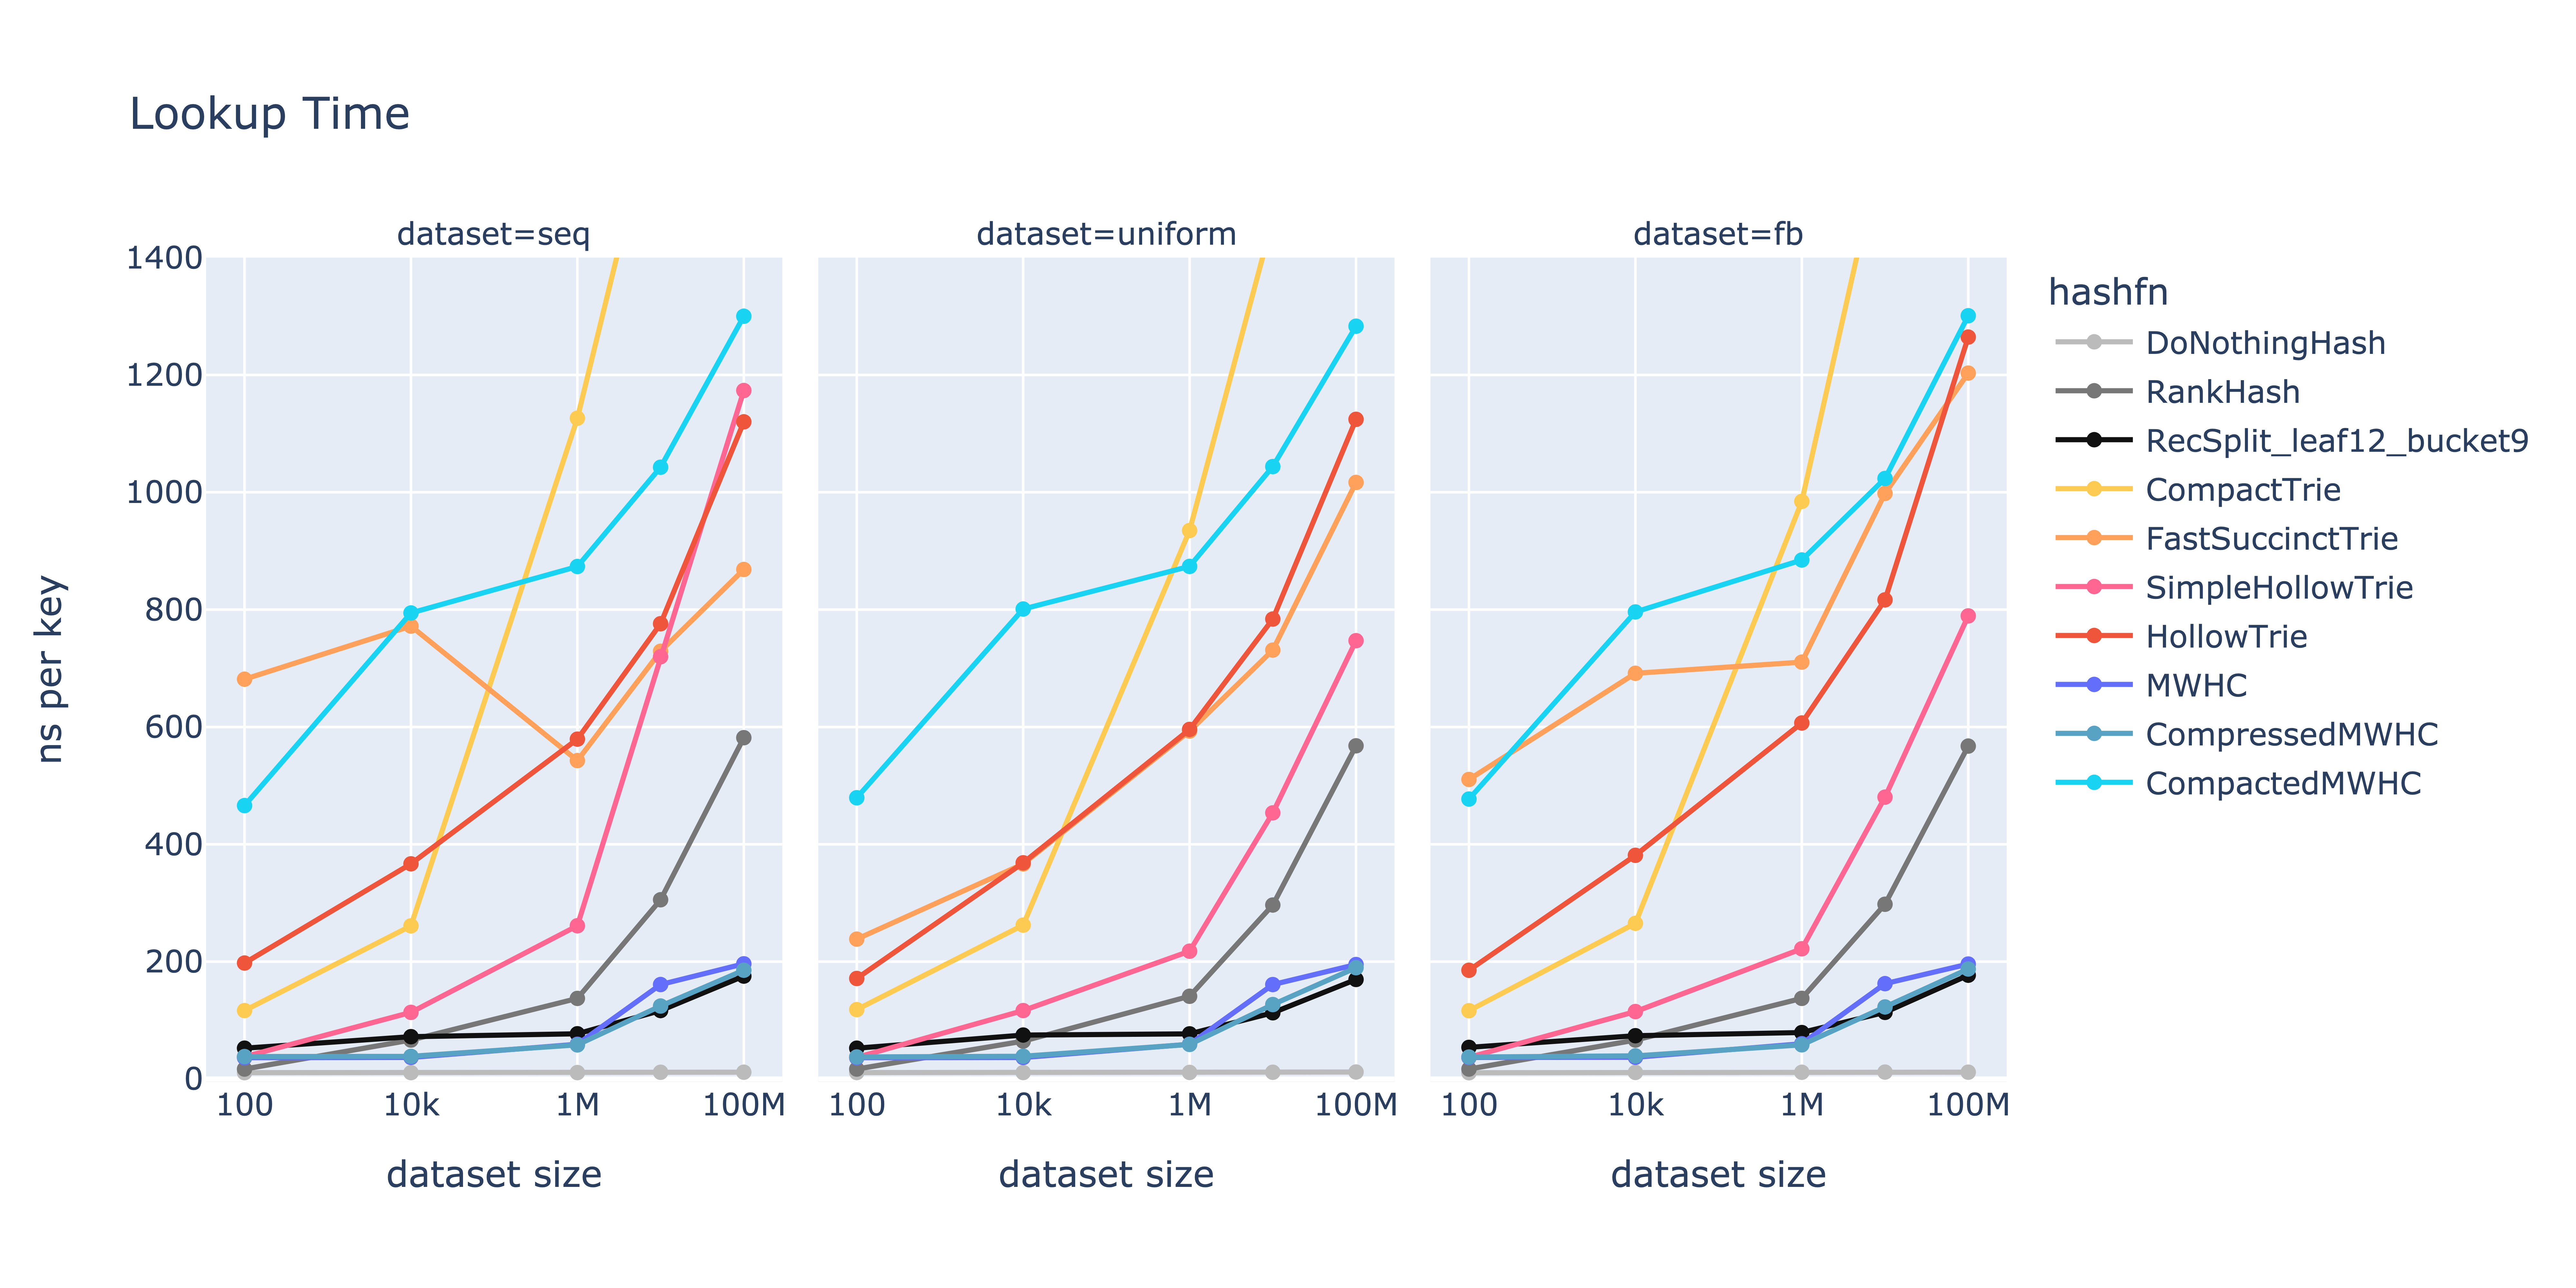 Lookup Time
dataset=seq
dataset=uniform
dataset=fb
ns per key
1400
1200
1000
800
600
400
200
0
100 10k 1M 100M
100 10k 1M 100M
100 10k 1M 100M
dataset size
dataset size
dataset size
hashfn
DoNothingHash
RankHash
RecSplit_leaf12_bucket9
CompactTrie
FastSuccinctTrie
SimpleHollowTrie
HollowTrie
MWHC
CompressedMWHC
CompactedMWHC